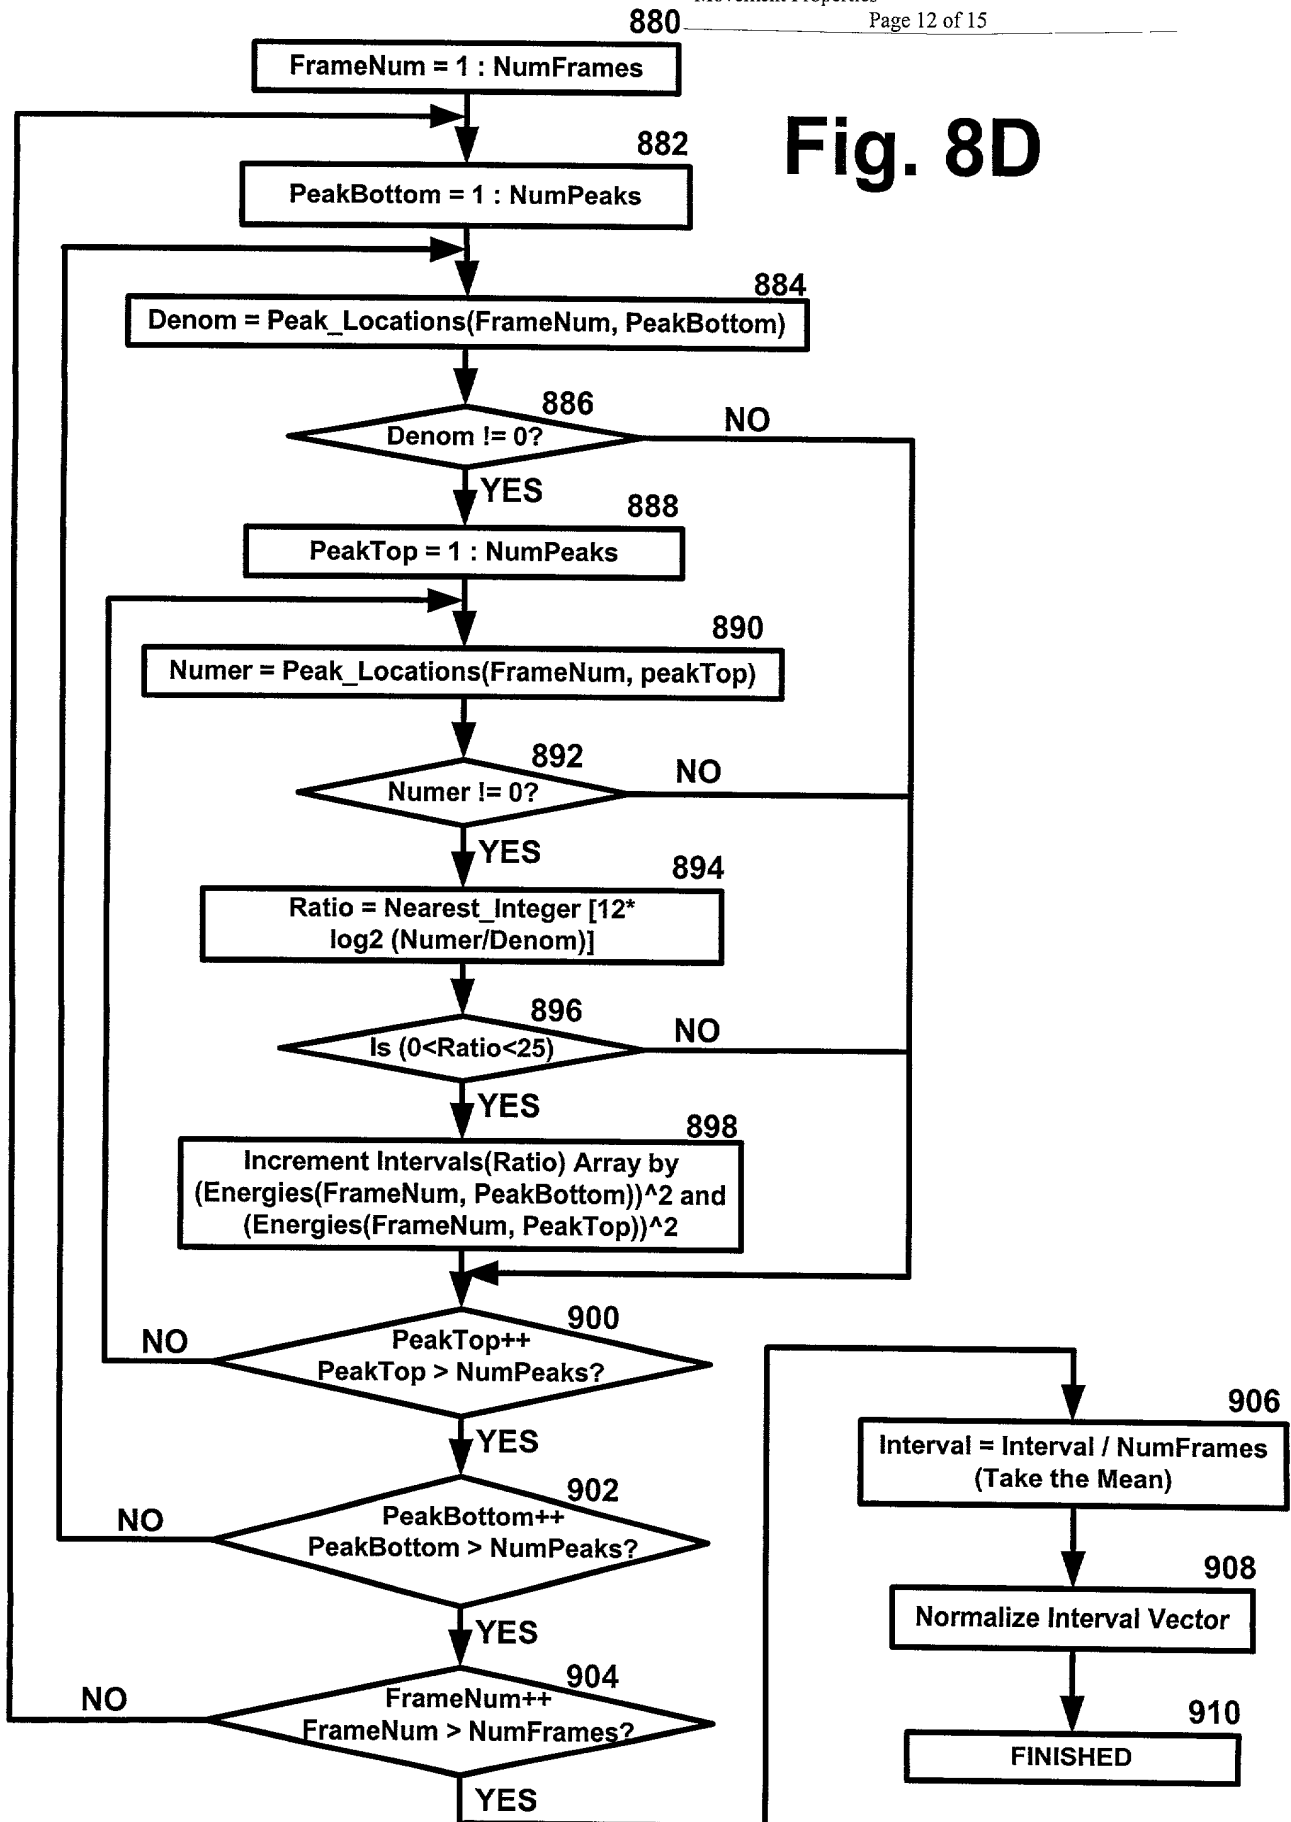 Movement Properties
Page 12 of 15
880
FrameNum = 1 : NumFrames
Fig. 8D
882
PeakBottom = 1 : NumPeaks
884
Denom = Peak_Locations(FrameNum, PeakBottom)
886
NO
Denom != 0?
YES
888
PeakTop = 1 : NumPeaks
890
Numer = Peak_Locations(FrameNum, peakTop)
892
NO
Numer != 0?
YES
894
Ratio = Nearest_Integer [12*
log2 (Numer/Denom)]
896
NO
Is (0<Ratio<25)
YES
898
Increment Intervals(Ratio) Array by
(Energies(FrameNum, PeakBottom))^2 and
(Energies(FrameNum, PeakTop))^2
900
NO
PeakTop++
PeakTop > NumPeaks?
YES
902
NO
PeakBottom++
PeakBottom > NumPeaks?
YES
904
NO
FrameNum++
FrameNum > NumFrames?
YES
906
Interval = Interval / NumFrames
(Take the Mean)
908
Normalize Interval Vector
910
FINISHED